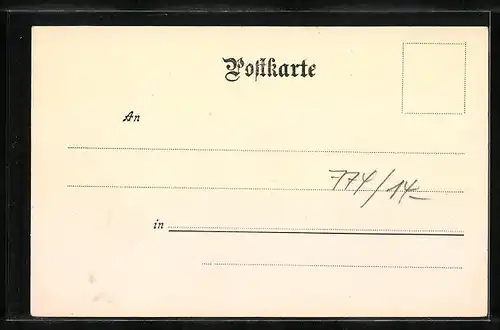 Postkarte
An
774/14-
in